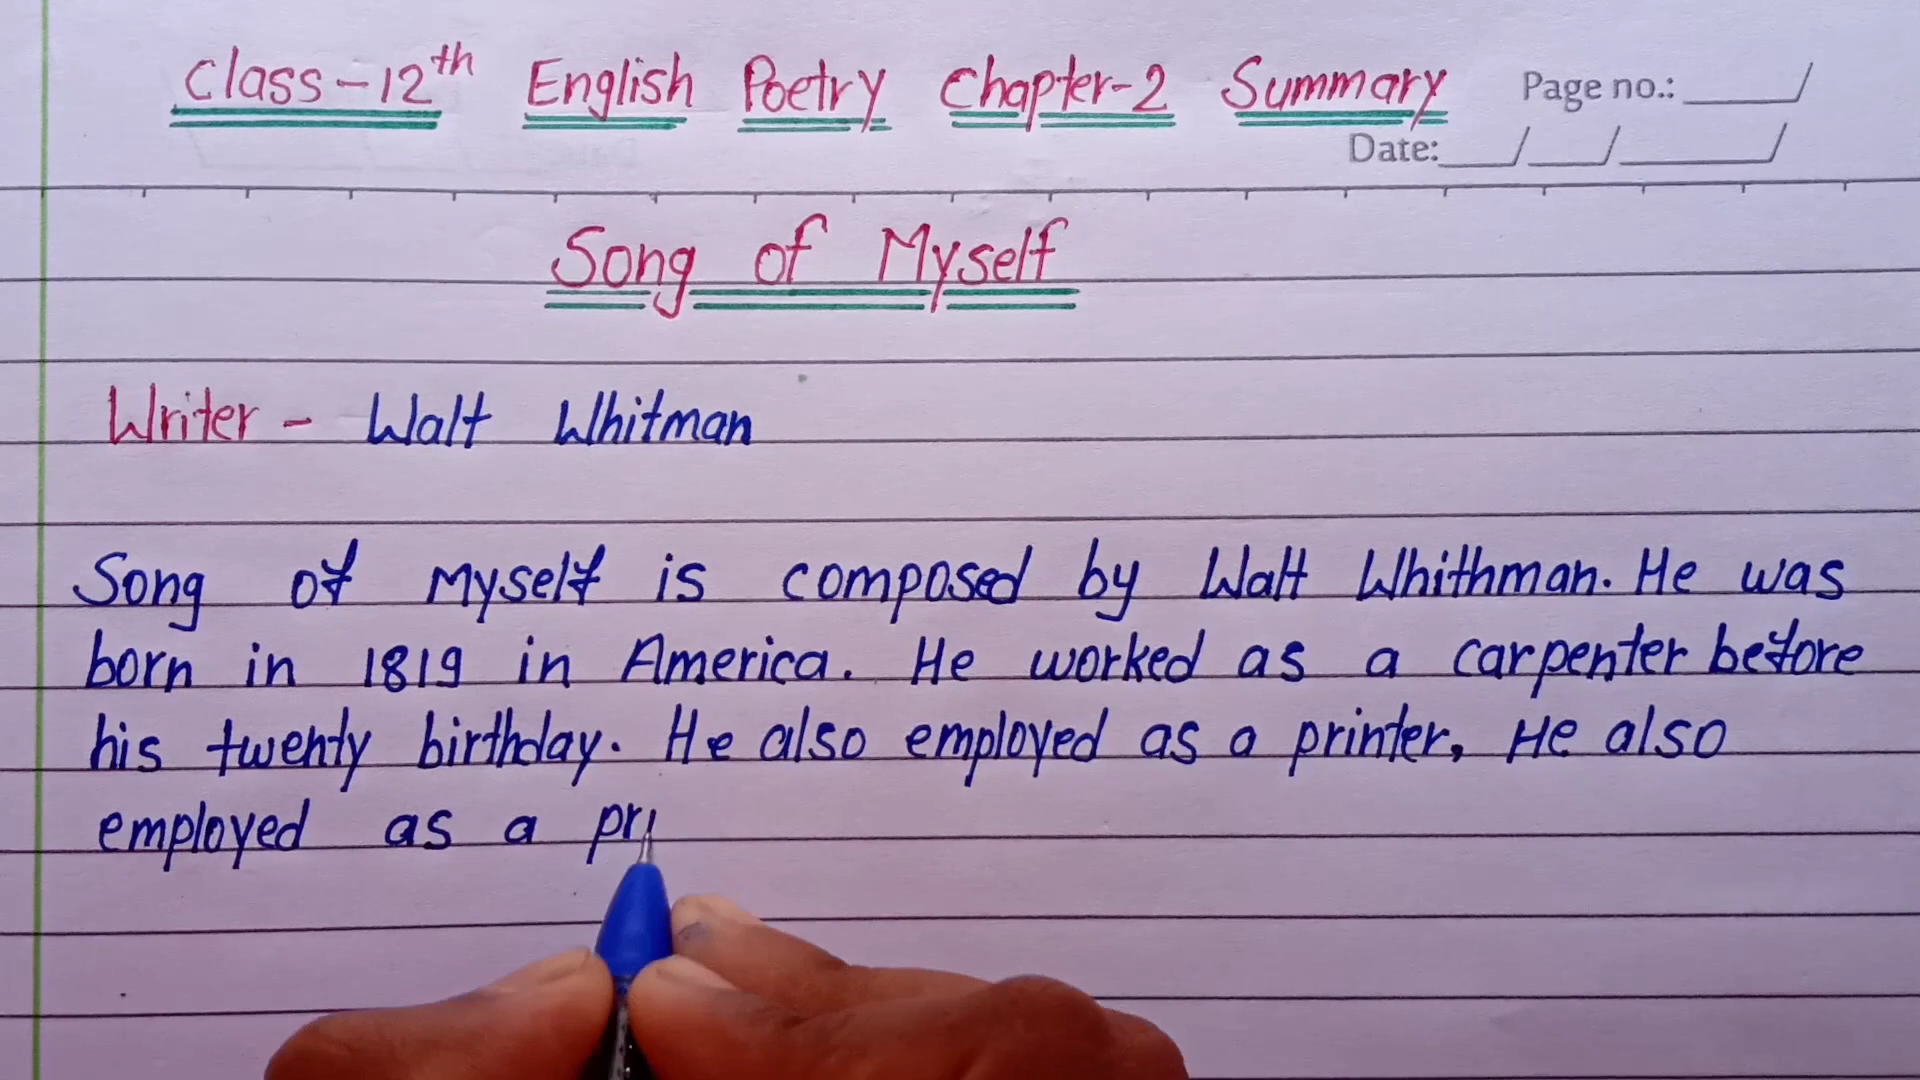 Class-12th English Poetry Chapter-2 Summary
Page no.:
Date:
Song of Myself
Writer - Walt Whitman
Song of Myself is composed by Walt Whithman. He was
born in 1819 in America. He worked as a carpenter before
his twenty birthday. He also employed as a printer, He also
employed as a pri